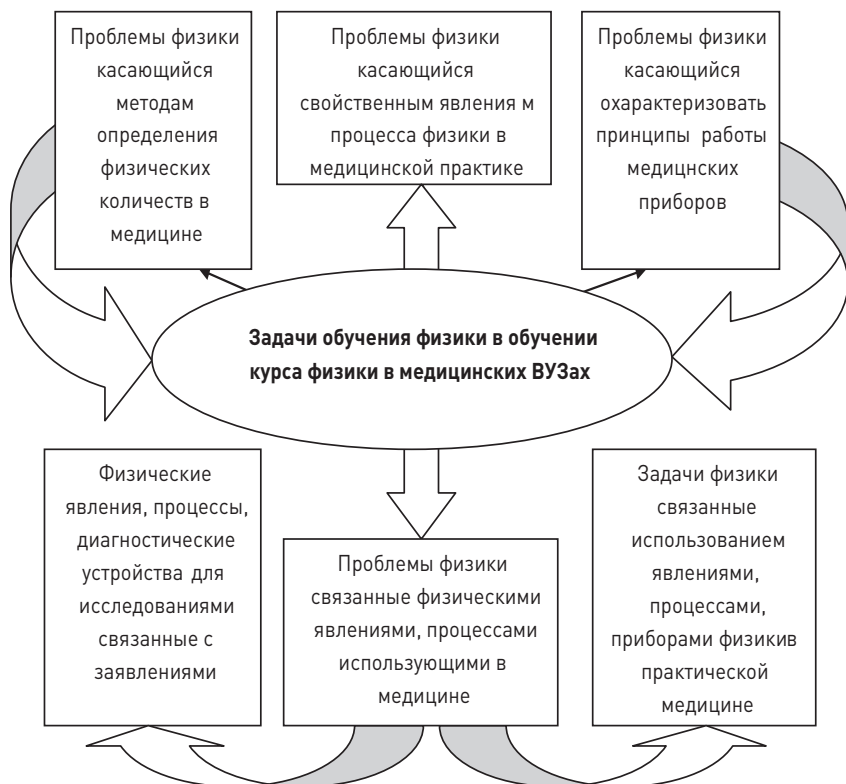 Проблемы физики
касающийся
методам
определения
физических
количеств в
медицине
Проблемы физики
касающийся
свойственным явления м
процесса физики в
медицинской практике
Проблемы физики
касающийся
охарактеризовать
принципы работы
медицнских
приборов
Задачи обучения физики в обучении
курса физики в медицинских ВУЗах
Физические
явления, процессы,
диагностические
устройства для
исследованиями
связанные с
заявлениями
Проблемы физики
связанные физическими
явлениями, процессами
использующими в
медицине
Задачи физики
связанные
использованием
явлениями,
процессами,
приборами физикив
практической
медицине